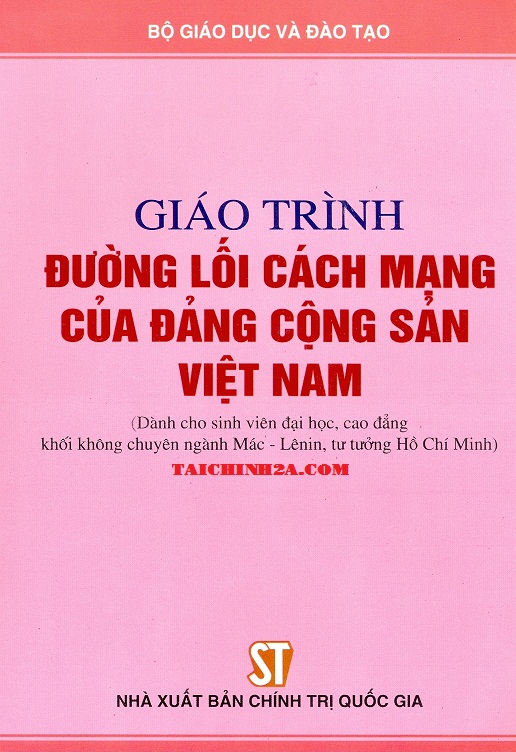 BỘ GIÁO DỤC VÀ ĐÀO TẠO
GIÁO TRÌNH
ĐƯỜNG LỐI CÁCH MẠNG
CỦA ĐẢNG CỘNG SẢN
VIỆT NAM
(Dành cho sinh viên đại học, cao đẳng
khối không chuyên ngành Mác - Lênin, tư tưởng Hồ Chí Minh)
TAICHINH2A.COM
ST
NHÀ XUẤT BẢN CHÍNH TRỊ QUỐC GIA